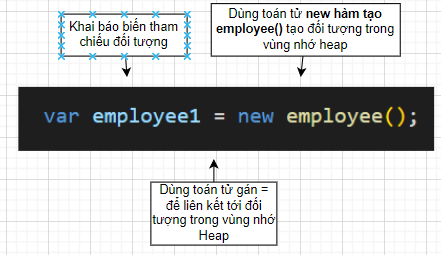 Khai báo biến tham
chiếu đối tượng
Dùng toán tử new hàm tạo
employee() tạo đối tượng trong
vùng nhớ heap
var employee1 = new employee();
Dùng toán tử gán =
để liên kết tới đối
tượng trong vùng nhớ
Heap